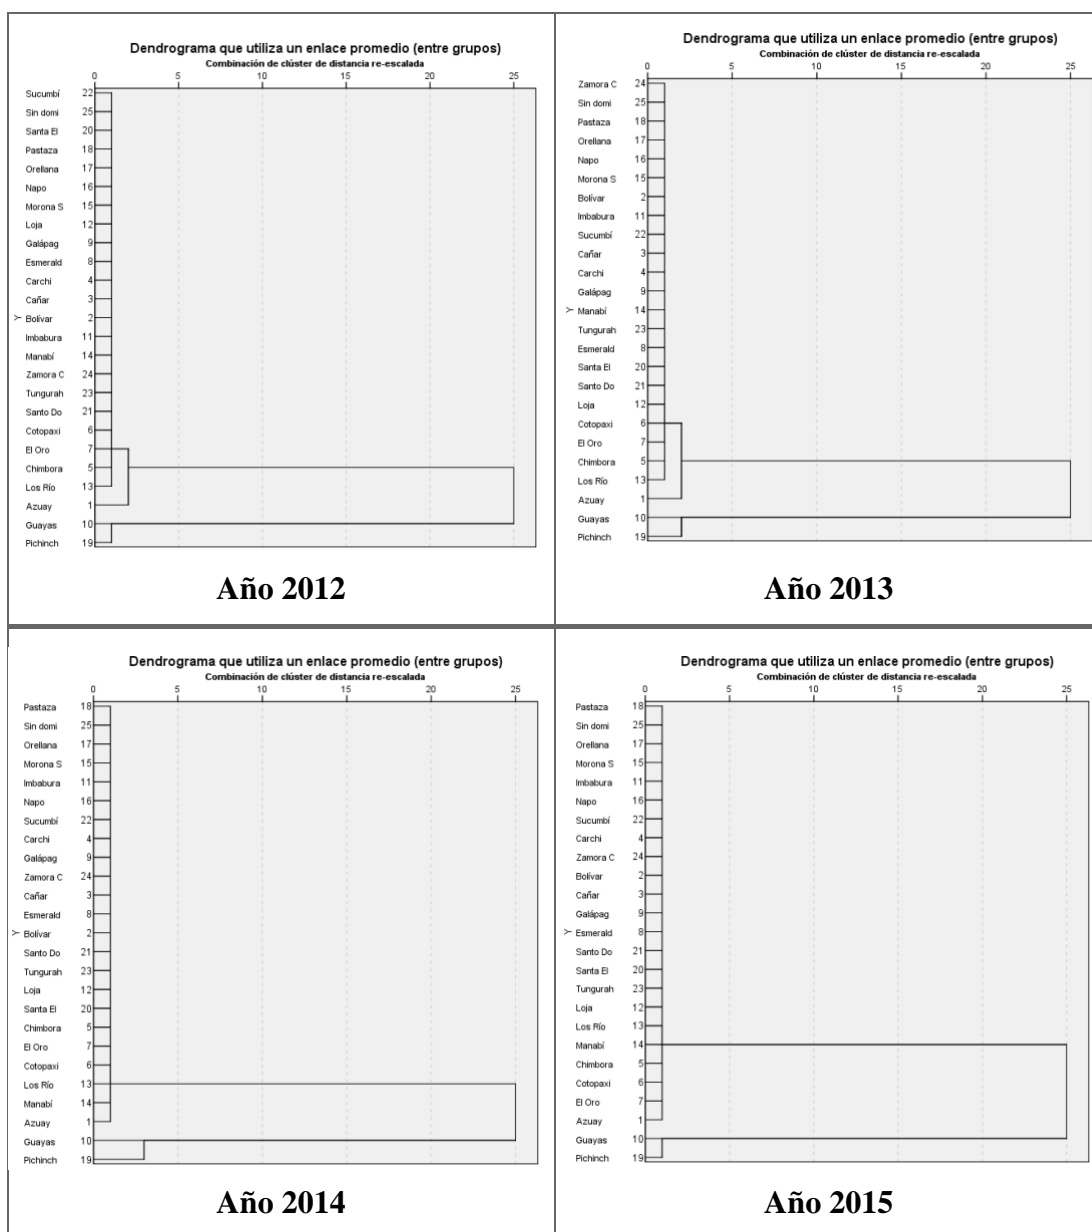 Dendrograma que utiliza un enlace promedio (entre grupos)
Combinación de clúster de distancia re-escalada
0 5 10 15 20 25
Sucumbí 22
Sin domi 25
Santa El 20
Pastaza 18
Orellana 17
Napo 16
Morona S 15
Loja 12
Galápag 9
Esmerald 8
Carchi 4
Cañar 3
Y Bolívar 2
Imbabura 11
Manabí 14
Zamora C 24
Tungurah 23
Santo Do 21
Cotopaxi 6
El Oro 7
Chimbora 5
Los Río 13
Azuay 1
Guayas 10
Pichinch 19
Año 2012
Dendrograma que utiliza un enlace promedio (entre grupos)
Combinación de clúster de distancia re-escalada
0 5 10 15 20 25
Zamora C 24
Sin domi 25
Pastaza 18
Orellana 17
Napo 16
Morona S 15
Bolívar 2
Imbabura 11
Sucumbí 22
Cañar 3
Carchi 4
Galápag 9
Y Manabí 14
Tungurah 23
Esmerald 8
Santa El 20
Santo Do 21
Loja 12
Cotopaxi 6
El Oro 7
Chimbora 5
Los Río 13
Azuay 1
Guayas 10
Pichinch 19
Año 2013
Dendrograma que utiliza un enlace promedio (entre grupos)
Combinación de clúster de distancia re-escalada
0 5 10 15 20 25
Pastaza 18
Sin domi 25
Orellana 17
Morona S 15
Imbabura 11
Napo 16
Sucumbí 22
Carchi 4
Galápag 9
Zamora C 24
Cañar 3
Esmerald 8
Y Bolívar 2
Santo Do 21
Tungurah 23
Loja 12
Santa El 20
Chimbora 5
El Oro 7
Cotopaxi 6
Los Río 13
Manabí 14
Azuay 1
Guayas 10
Pichinch 19
Año 2014
Dendrograma que utiliza un enlace promedio (entre grupos)
Combinación de clúster de distancia re-escalada
0 5 10 15 20 25
Pastaza 18
Sin domi 25
Orellana 17
Morona S 15
Imbabura 11
Napo 16
Sucumbí 22
Carchi 4
Zamora C 24
Bolívar 2
Cañar 3
Galápag 9
Y Esmerald 8
Santo Do 21
Santa El 20
Tungurah 23
Loja 12
Los Río 13
Manabí 14
Chimbora 5
Cotopaxi 6
El Oro 7
Azuay 1
Guayas 10
Pichinch 19
Año 2015